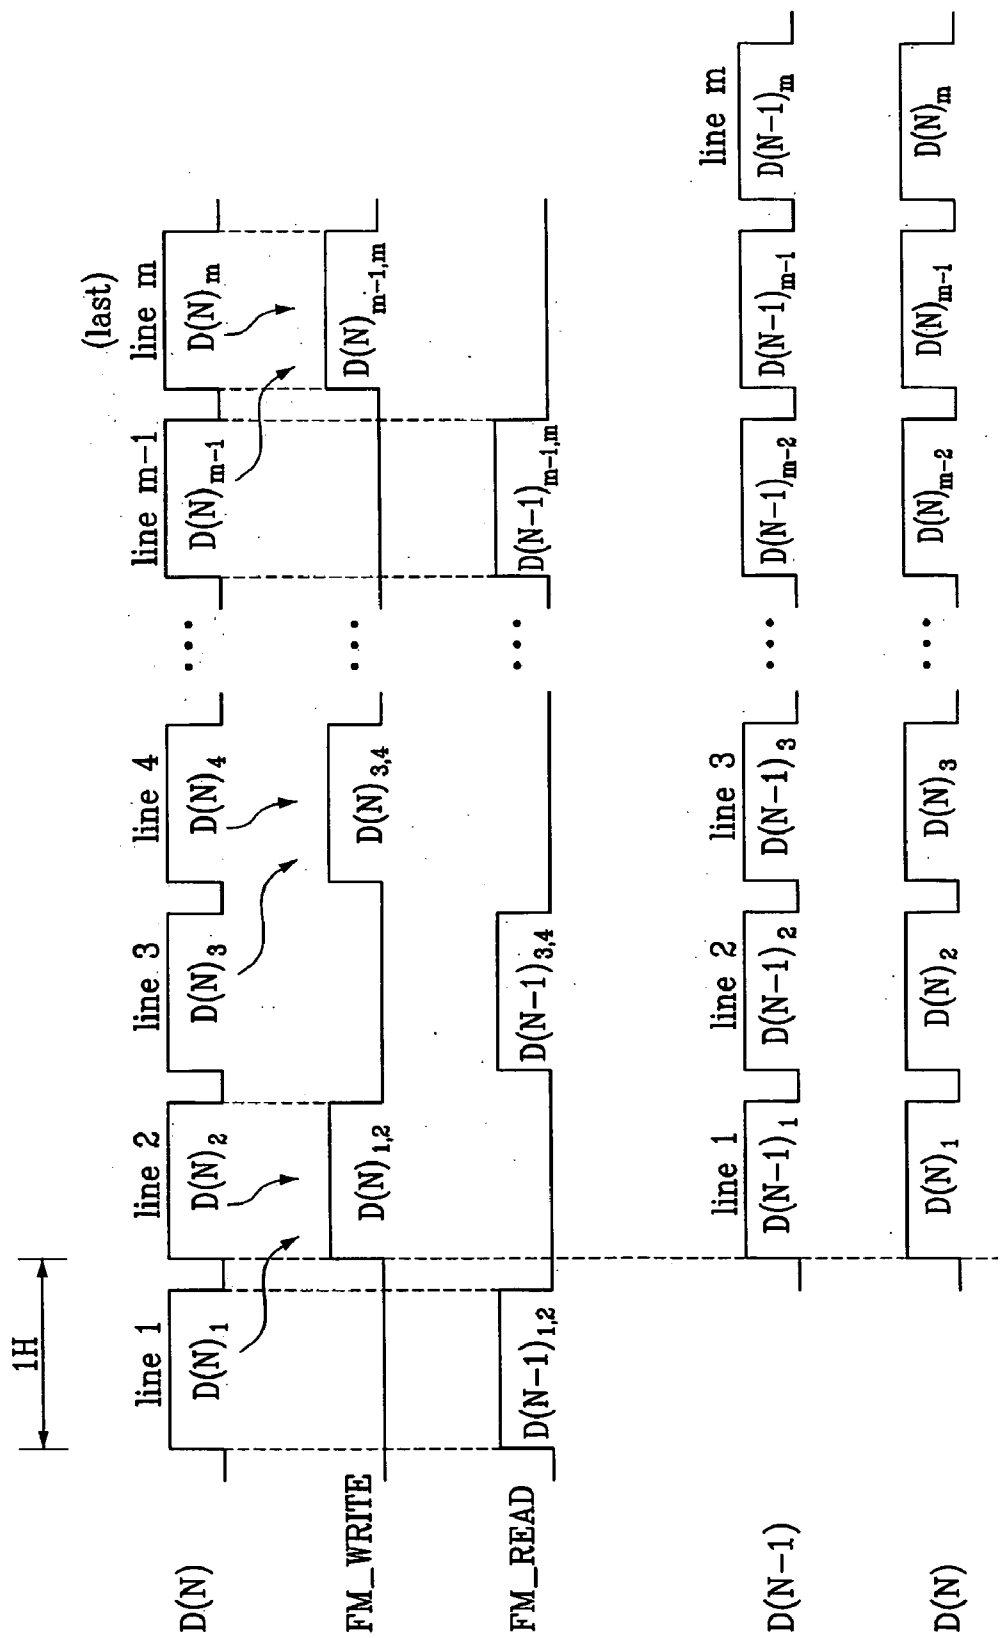 1H
line 1 line 2 line 3 line 4 ... line m-1 line m
(last)
D(N) D(N)1 D(N)2 D(N)3 D(N)4 ... D(N)m-1 D(N)m
FM_WRITE D(N)1,2 D(N)3,4 ... D(N)m-1,m
FM_READ D(N-1)1,2 D(N-1)3,4 ... D(N-1)m-1,m
line 1 line 2 line 3 line m
D(N-1) D(N-1)1 D(N-1)2 D(N-1)3 ... D(N-1)m-2 D(N-1)m-1 D(N-1)m
D(N) D(N)1 D(N)2 D(N)3 ... D(N)m-2 D(N)m-1 D(N)m